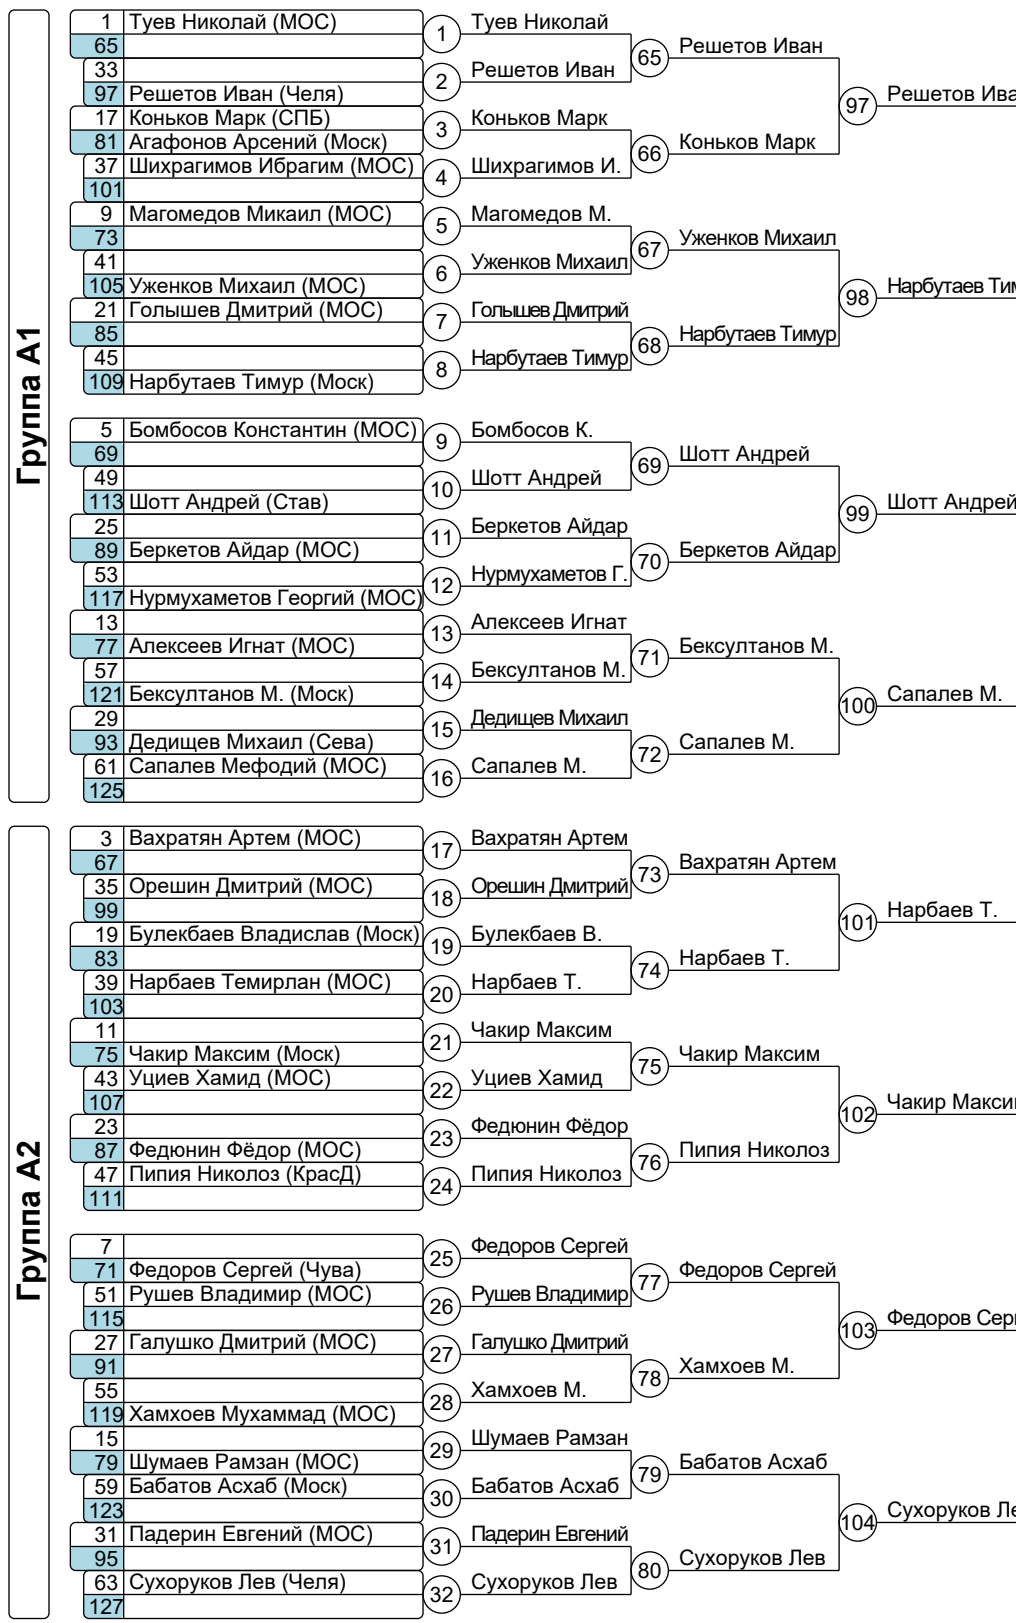 Группа А1
1 Туев Николай (МОС)
65
33
97 Решетов Иван (Челя)
17 Коньков Марк (СПБ)
81 Агафонов Арсений (Моск)
37 Шихрагимов Ибрагим (МОС)
101
9 Магомедов Микаил (МОС)
73
41
105 Уженков Михаил (МОС)
21 Голышев Дмитрий (МОС)
85
45
109 Нарбутаев Тимур (Моск)
5 Бомбосов Константин (МОС)
69
49
113 Шотт Андрей (Став)
25
89 Беркетов Айдар (МОС)
53
117 Нурмухаметов Георгий (МОС)
13
77 Алексеев Игнат (МОС)
57
121 Бексултанов М. (Моск)
29
93 Дедищев Михаил (Сева)
61 Сапалев Мефодий (МОС)
125
1 Туев Николай
2 Решетов Иван
3 Коньков Марк
4 Шихрагимов И.
5 Магомедов М.
6 Уженков Михаил
7 Голышев Дмитрий
8 Нарбутаев Тимур
9 Бомбосов К.
10 Шотт Андрей
11 Беркетов Айдар
12 Нурмухаметов Г.
13 Алексеев Игнат
14 Бексултанов М.
15 Дедищев Михаил
16 Сапалев М.
65 Решетов Иван
66 Коньков Марк
67 Уженков Михаил
68 Нарбутаев Тимур
69 Шотт Андрей
70 Беркетов Айдар
71 Бексултанов М.
72 Сапалев М.
97 Решетов Ива
98 Нарбутаев Тим
99 Шотт Андрей
100 Сапалев М.
Группа А2
3 Вахратян Артем (МОС)
67
35 Орешин Дмитрий (МОС)
99
19 Булекбаев Владислав (Моск)
83
39 Нарбаев Темирлан (МОС)
103
11
75 Чакир Максим (Моск)
43 Уциев Хамид (МОС)
107
23
87 Федюнин Фёдор (МОС)
47 Пипия Николоз (КрасД)
111
7
71 Федоров Сергей (Чува)
51 Рушев Владимир (МОС)
115
27 Галушко Дмитрий (МОС)
91
55
119 Хамхоев Мухаммад (МОС)
15
79 Шумаев Рамзан (МОС)
59 Бабатов Асхаб (Моск)
123
31 Падерин Евгений (МОС)
95
63 Сухоруков Лев (Челя)
127
17 Вахратян Артем
18 Орешин Дмитрий
19 Булекбаев В.
20 Нарбаев Т.
21 Чакир Максим
22 Уциев Хамид
23 Федюнин Фёдор
24 Пипия Николоз
25 Федоров Сергей
26 Рушев Владимир
27 Галушко Дмитрий
28 Хамхоев М.
29 Шумаев Рамзан
30 Бабатов Асхаб
31 Падерин Евгений
32 Сухоруков Лев
73 Вахратян Артем
74 Нарбаев Т.
75 Чакир Максим
76 Пипия Николоз
77 Федоров Сергей
78 Хамхоев М.
79 Бабатов Асхаб
80 Сухоруков Лев
101 Нарбаев Т.
102 Чакир Макси
103 Федоров Сер
104 Сухоруков Ле